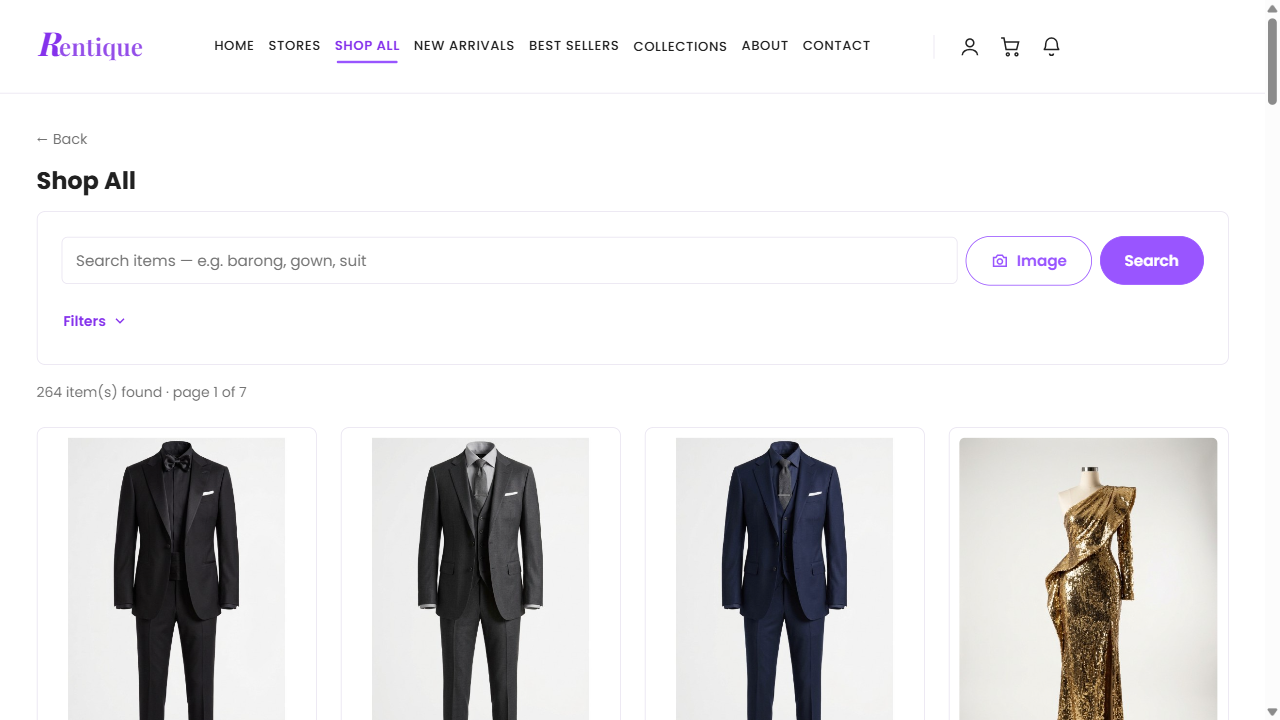 Rentique
HOME STORES SHOP ALL NEW ARRIVALS BEST SELLERS COLLECTIONS ABOUT CONTACT
← Back
Shop All
Search items — e.g. barong, gown, suit
Image
Search
Filters
264 item(s) found · page 1 of 7